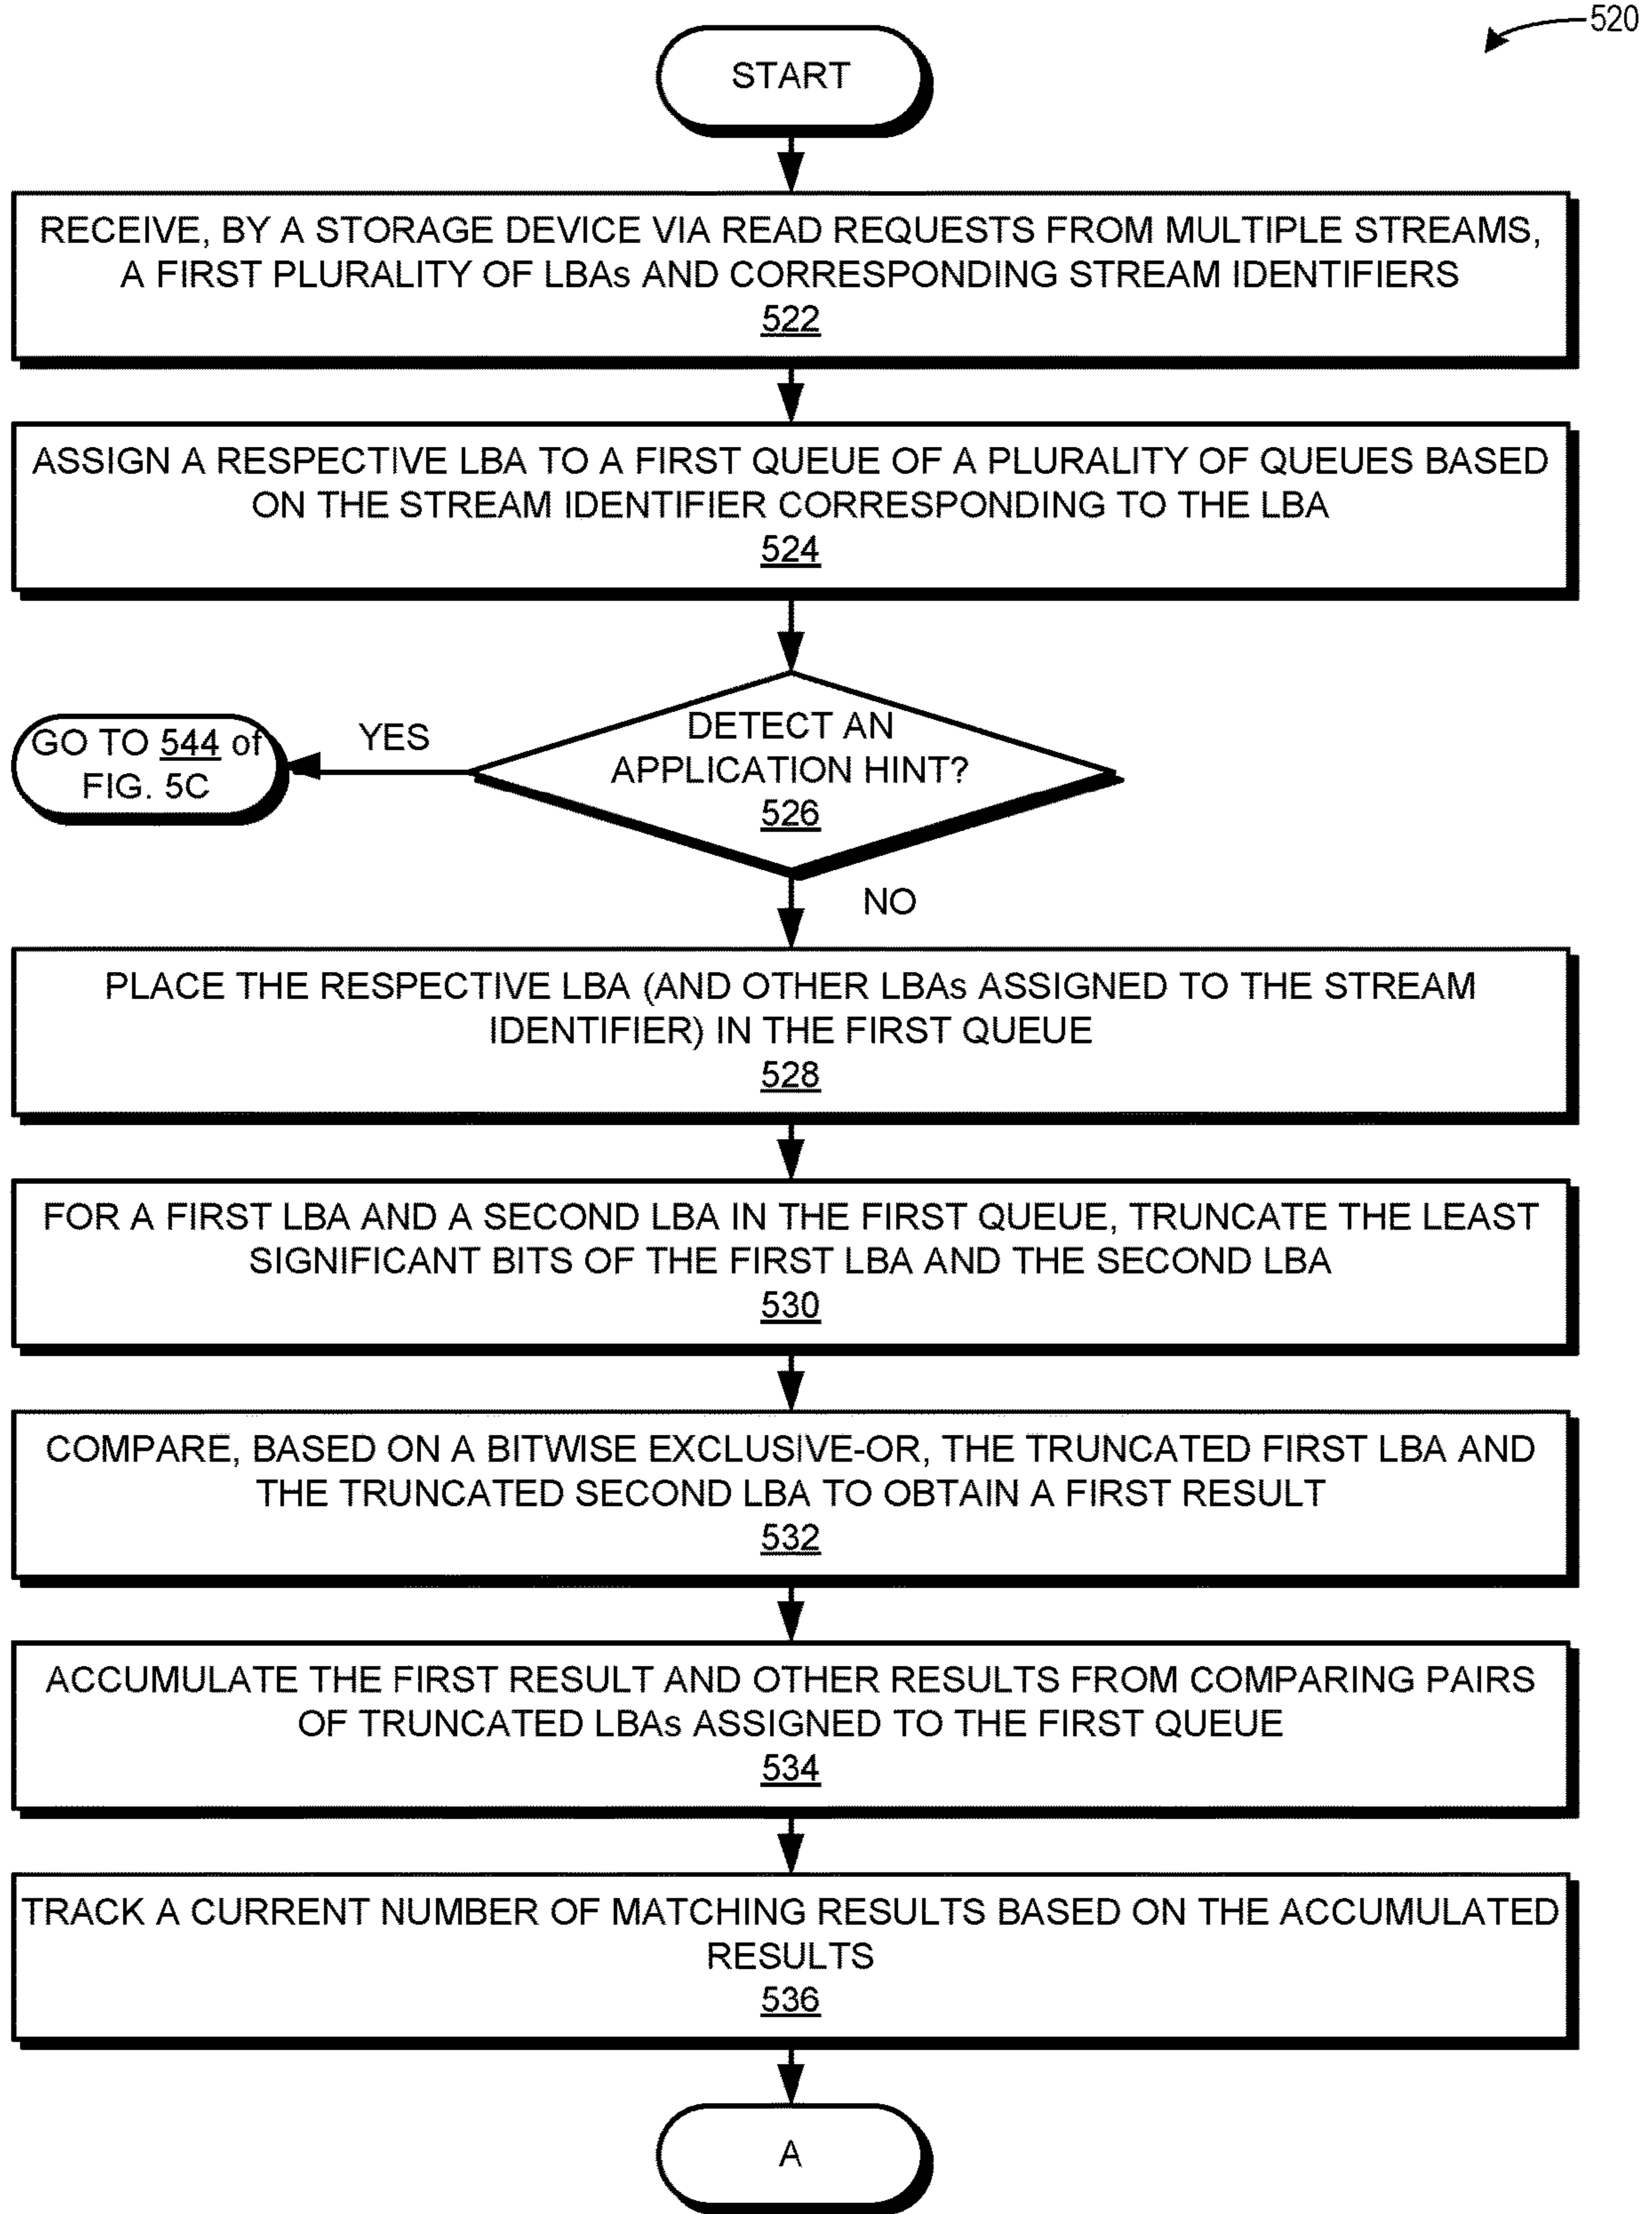 520
START
RECEIVE, BY A STORAGE DEVICE VIA READ REQUESTS FROM MULTIPLE STREAMS,
A FIRST PLURALITY OF LBAs AND CORRESPONDING STREAM IDENTIFIERS
522
ASSIGN A RESPECTIVE LBA TO A FIRST QUEUE OF A PLURALITY OF QUEUES BASED
ON THE STREAM IDENTIFIER CORRESPONDING TO THE LBA
524
DETECT AN
APPLICATION HINT?
526
YES
GO TO 544 of
FIG. 5C
NO
PLACE THE RESPECTIVE LBA (AND OTHER LBAs ASSIGNED TO THE STREAM
IDENTIFIER) IN THE FIRST QUEUE
528
FOR A FIRST LBA AND A SECOND LBA IN THE FIRST QUEUE, TRUNCATE THE LEAST
SIGNIFICANT BITS OF THE FIRST LBA AND THE SECOND LBA
530
COMPARE, BASED ON A BITWISE EXCLUSIVE-OR, THE TRUNCATED FIRST LBA AND
THE TRUNCATED SECOND LBA TO OBTAIN A FIRST RESULT
532
ACCUMULATE THE FIRST RESULT AND OTHER RESULTS FROM COMPARING PAIRS
OF TRUNCATED LBAs ASSIGNED TO THE FIRST QUEUE
534
TRACK A CURRENT NUMBER OF MATCHING RESULTS BASED ON THE ACCUMULATED
RESULTS
536
A